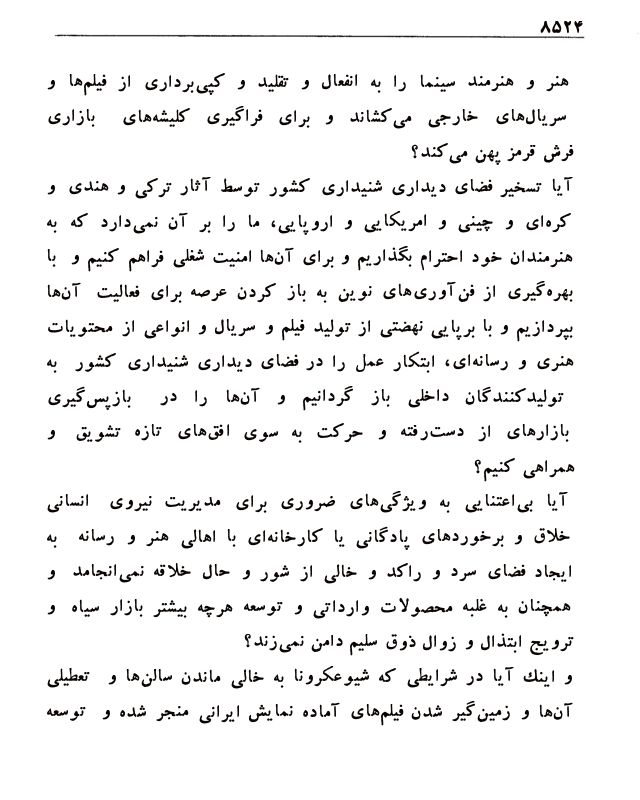 ۸۵۲۴
هنر و هنرمند سینما را به انفعال و تقلید و کپی‌برداری از فیلم‌ها و
سریال‌های خارجی می‌کشاند و برای فراگیری کلیشه‌های بازاری
فرش قرمز پهن می‌کند؟
آیا تسخیر فضای دیداری شنیداری کشور توسط آثار ترکی و هندی و
کره‌ای و چینی و امریکایی و اروپایی، ما را بر آن نمی‌دارد که به
هنرمندان خود احترام بگذاریم و برای آن‌ها امنیت شغلی فراهم کنیم و با
بهره‌گیری از فن‌آوری‌های نوین به باز کردن عرصه برای فعالیت آن‌ها
بپردازیم و با برپایی نهضتی از تولید فیلم و سریال و انواعی از محتویات
هنری و رسانه‌ای، ابتکار عمل را در فضای دیداری شنیداری کشور به
تولیدکنندگان داخلی باز گردانیم و آن‌ها را در بازپس‌گیری
بازارهای از دست‌رفته و حرکت به سوی افق‌های تازه تشویق و
همراهی کنیم؟
آیا بی‌اعتنایی به ویژگی‌های ضروری برای مدیریت نیروی انسانی
خلاق و برخوردهای پادگانی یا کارخانه‌ای با اهالی هنر و رسانه به
ایجاد فضای سرد و راکد و خالی از شور و حال خلاقه نمی‌انجامد و
همچنان به غلبه محصولات وارداتی و توسعه هرچه بیشتر بازار سیاه و
ترویج ابتذال و زوال ذوق سلیم دامن نمی‌زند؟
و اینك آیا در شرایطی که شیوعکرونا به خالی ماندن سالن‌ها و تعطیلی
آن‌ها و زمین‌گیر شدن فیلم‌های آماده نمایش ایرانی منجر شده و توسعه